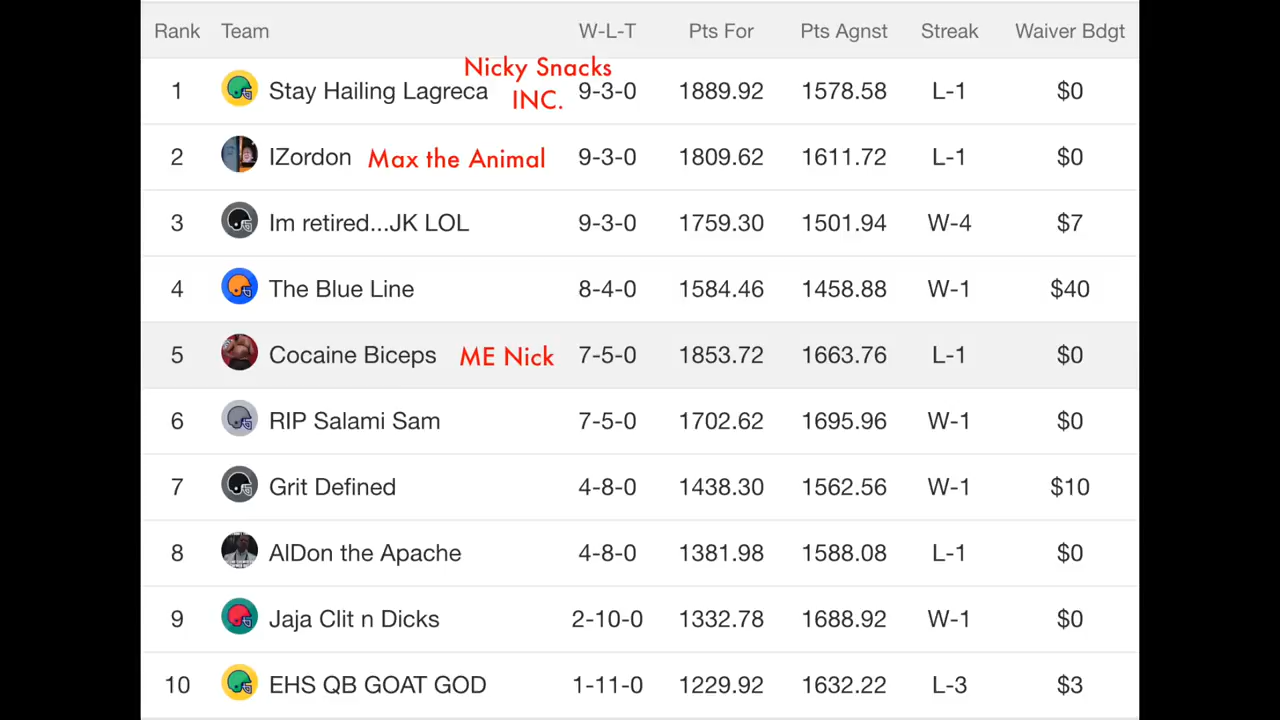 Rank Team W-L-T Pts For Pts Agnst Streak Waiver Bdgt
Nicky Snacks
1 Stay Hailing Lagreca INC. 9-3-0 1889.92 1578.58 L-1 $0
2 IZordon Max the Animal 9-3-0 1809.62 1611.72 L-1 $0
3 Im retired...JK LOL 9-3-0 1759.30 1501.94 W-4 $7
4 The Blue Line 8-4-0 1584.46 1458.88 W-1 $40
5 Cocaine Biceps ME Nick 7-5-0 1853.72 1663.76 L-1 $0
6 RIP Salami Sam 7-5-0 1702.62 1695.96 W-1 $0
7 Grit Defined 4-8-0 1438.30 1562.56 W-1 $10
8 AlDon the Apache 4-8-0 1381.98 1588.08 L-1 $0
9 Jaja Clit n Dicks 2-10-0 1332.78 1688.92 W-1 $0
10 EHS QB GOAT GOD 1-11-0 1229.92 1632.22 L-3 $3